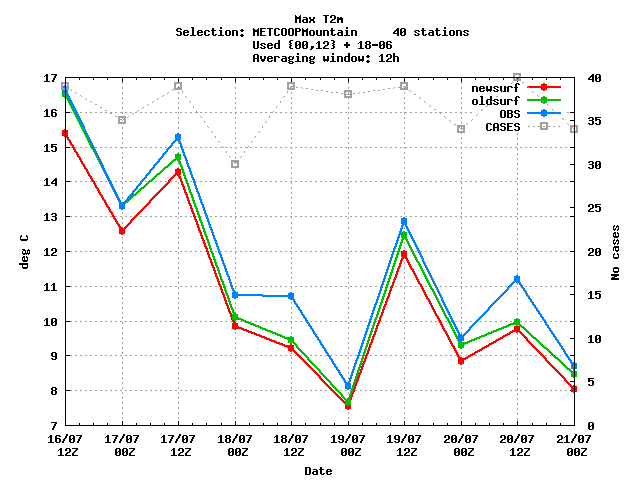 Max T2m
Selection: METCOOPMountain 40 stations
Used {00,12} + 18-06
Averaging window: 12h
newsurf
oldsurf
OBS
CASES
17
16
15
14
13
12
11
10
9
8
7
deg C
40
35
30
25
20
15
10
5
0
No cases
16/07 17/07 17/07 18/07 18/07 19/07 19/07 20/07 20/07 21/07
12Z 00Z 12Z 00Z 12Z 00Z 12Z 00Z 12Z 00Z
Date